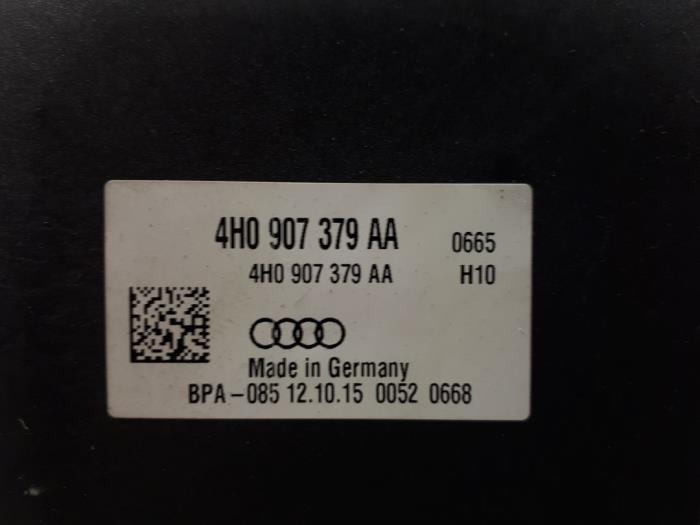 4H0 907 379 AA 0665
4H0 907 379 AA H10
Made in Germany
BPA-085 12.10.15 0052 0668